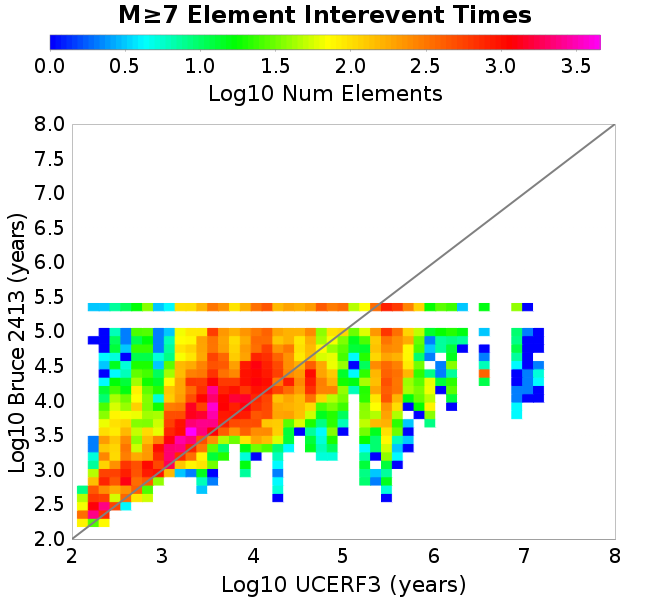 M≥7 Element Interevent Times
0.0 0.5 1.0 1.5 2.0 2.5 3.0 3.5
Log10 Num Elements
8.0
7.5
7.0
6.5
6.0
5.5
5.0
4.5
4.0
3.5
3.0
2.5
2.0
Log10 Bruce 2413 (years)
2 3 4 5 6 7 8
Log10 UCERF3 (years)